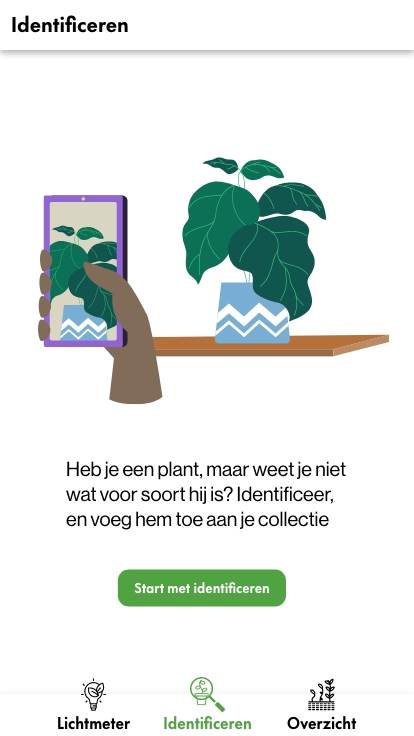 Identificeren
Heb je een plant, maar weet je niet
wat voor soort hij is? Identificeer,
en voeg hem toe aan je collectie
Start met identificeren
Lichtmeter
Identificeren
Overzicht